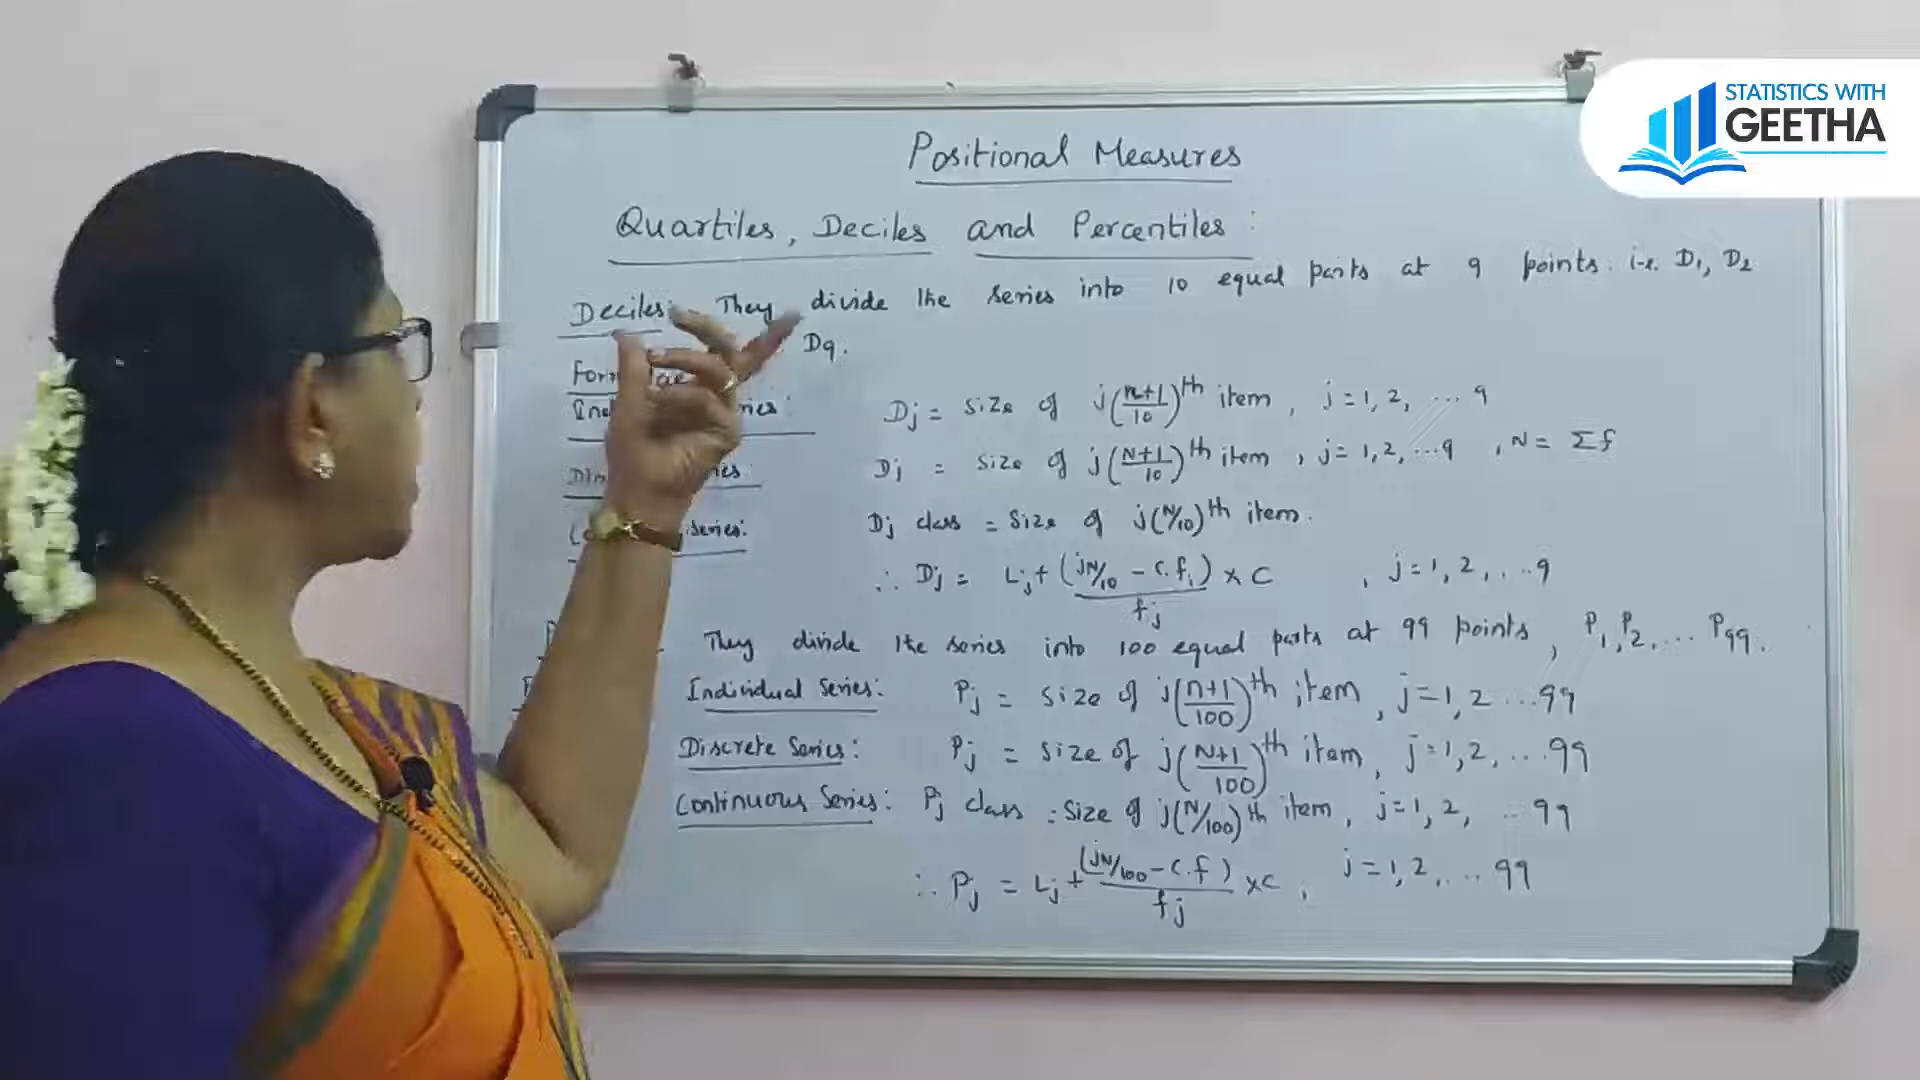 STATISTICS WITH
GEETHA
Positional Measures
Quartiles, Deciles and Percentiles :
Deciles: They divide the series into 10 equal parts at 9 points. i.e. D1, D2
D9.
Dj = Size of j(n+1/10)th item, j = 1, 2, ... 9
Dj = Size of j(N+1/10)th item, j = 1, 2, ... 9, N = Σf
Dj class = Size of j(N/10)th item.
series:
∴ Dj = Lj + (jN/10 - c.fj)/fj × C, j = 1, 2, ... 9
They divide the series into 100 equal parts at 99 points, P1, P2, ... P99.
Individual Series: Pj = Size of j(n+1/100)th item, j = 1, 2 ... 99
Discrete Series: Pj = Size of j(N+1/100)th item, j = 1, 2, ... 99
Continuous Series: Pj class = Size of j(N/100)th item, j = 1, 2, .. 99
∴ Pj = Lj + (jN/100 - c.f)/fj × C, j = 1, 2, ... 99